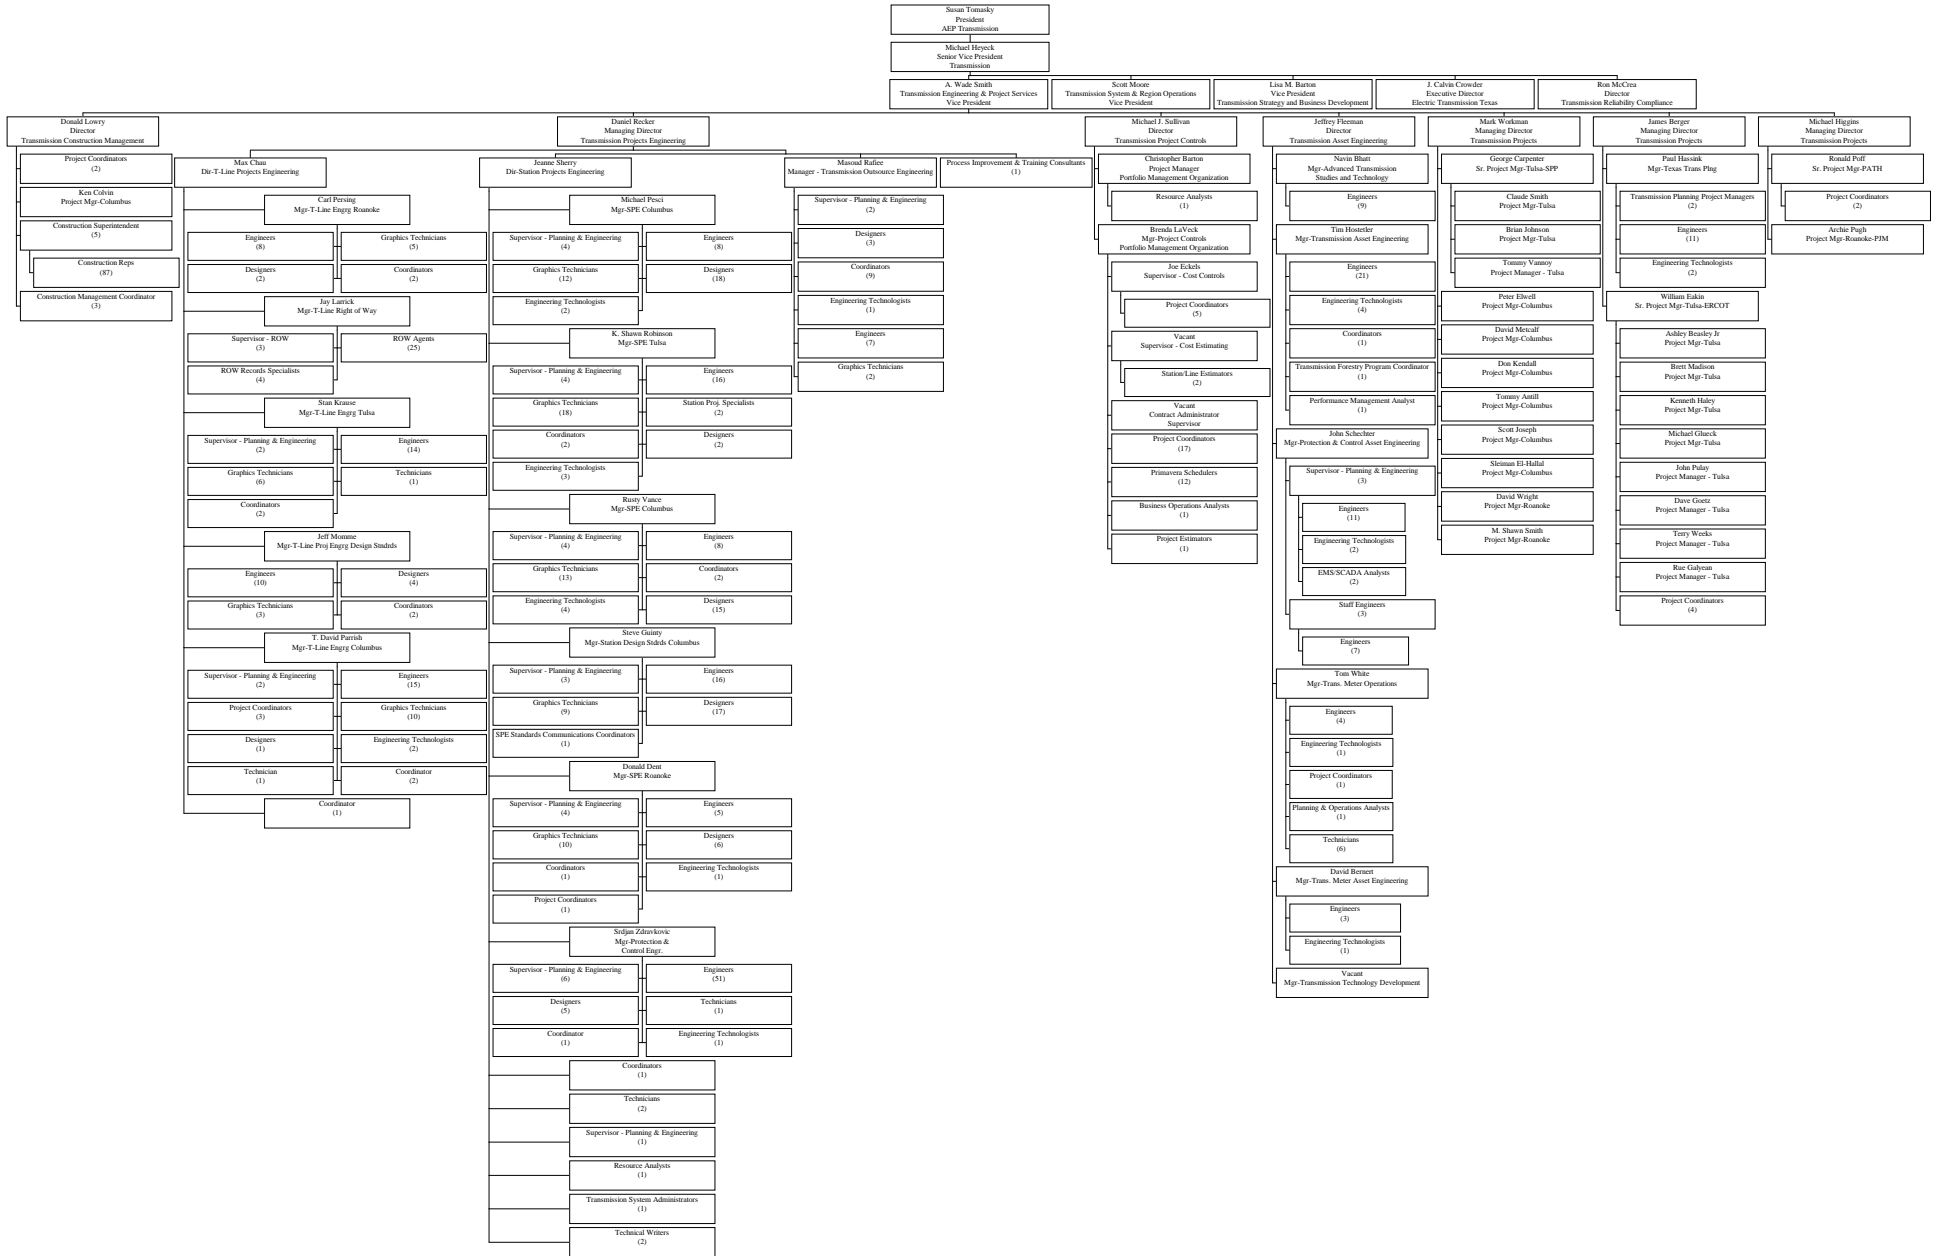 Susan Tomasky
President
AEP Transmission
Michael Heyeck
Senior Vice President
Transmission
A. Wade Smith
Transmission Engineering & Project Services
Vice President
Scott Moore
Transmission System & Region Operations
Vice President
Lisa M. Barton
Vice President
Transmission Strategy and Business Development
J. Calvin Crowder
Executive Director
Electric Transmission Texas
Ron McCrea
Director
Transmission Reliability Compliance
Donald Lowry
Director
Transmission Construction Management
Project Coordinators
(2)
Ken Colvin
Project Mgr-Columbus
Construction Superintendent
(5)
Construction Reps
(87)
Construction Management Coordinator
(3)
Daniel Recker
Managing Director
Transmission Projects Engineering
Max Chau
Dir-T-Line Projects Engineering
Carl Persing
Mgr-T-Line Engrg Roanoke
Engineers
(8)
Graphics Technicians
(5)
Designers
(2)
Coordinators
(2)
Jay Larrick
Mgr-T-Line Right of Way
Supervisor - ROW
(3)
ROW Agents
(25)
ROW Records Specialists
(4)
Stan Krause
Mgr-T-Line Engrg Tulsa
Supervisor - Planning & Engineering
(2)
Engineers
(14)
Graphics Technicians
(6)
Technicians
(1)
Coordinators
(2)
Jeff Momme
Mgr-T-Line Proj Engrg Design Stndrds
Engineers
(10)
Designers
(4)
Graphics Technicians
(3)
Coordinators
(2)
T. David Parrish
Mgr-T-Line Engrg Columbus
Supervisor - Planning & Engineering
(2)
Engineers
(15)
Project Coordinators
(3)
Graphics Technicians
(10)
Designers
(1)
Engineering Technologists
(2)
Technician
(1)
Coordinator
(2)
Coordinator
(1)
Jeanne Sherry
Dir-Station Projects Engineering
Michael Pesci
Mgr-SPE Columbus
Supervisor - Planning & Engineering
(4)
Engineers
(8)
Graphics Technicians
(12)
Designers
(18)
Engineering Technologists
(2)
K. Shawn Robinson
Mgr-SPE Tulsa
Supervisor - Planning & Engineering
(4)
Engineers
(16)
Graphics Technicians
(18)
Station Proj. Specialists
(2)
Coordinators
(2)
Designers
(2)
Engineering Technologists
(3)
Rusty Vance
Mgr-SPE Columbus
Supervisor - Planning & Engineering
(4)
Engineers
(8)
Graphics Technicians
(13)
Coordinators
(2)
Engineering Technologists
(4)
Designers
(15)
Steve Guinty
Mgr-Station Design Stdrds Columbus
Supervisor - Planning & Engineering
(3)
Engineers
(16)
Graphics Technicians
(9)
Designers
(17)
SPE Standards Communications Coordinators
(1)
Donald Dent
Mgr-SPE Roanoke
Supervisor - Planning & Engineering
(4)
Engineers
(5)
Graphics Technicians
(10)
Designers
(6)
Coordinators
(1)
Engineering Technologists
(1)
Project Coordinators
(1)
Srdjan Zdravkovic
Mgr-Protection &
Control Engr.
Supervisor - Planning & Engineering
(6)
Engineers
(51)
Designers
(5)
Technicians
(1)
Coordinator
(1)
Engineering Technologists
(1)
Coordinators
(1)
Technicians
(2)
Supervisor - Planning & Engineering
(1)
Resource Analysts
(1)
Transmission System Administrators
(1)
Technical Writers
(2)
Masoud Rafiee
Manager - Transmission Outsource Engineering
Supervisor - Planning & Engineering
(2)
Designers
(3)
Coordinators
(9)
Engineering Technologists
(1)
Engineers
(7)
Graphics Technicians
(2)
Process Improvement & Training Consultants
(1)
Michael J. Sullivan
Director
Transmission Project Controls
Christopher Barton
Project Manager
Portfolio Management Organization
Resource Analysts
(1)
Brenda LaVeck
Mgr-Project Controls
Portfolio Management Organization
Joe Eckels
Supervisor - Cost Controls
Project Coordinators
(5)
Vacant
Supervisor - Cost Estimating
Station/Line Estimators
(2)
Vacant
Contract Administrator
Supervisor
Project Coordinators
(17)
Primavera Schedulers
(12)
Business Operations Analysts
(1)
Project Estimators
(1)
Jeffrey Fleeman
Director
Transmission Asset Engineering
Navin Bhatt
Mgr-Advanced Transmission
Studies and Technology
Engineers
(9)
Tim Hostetler
Mgr-Transmission Asset Engineering
Engineers
(21)
Engineering Technologists
(4)
Coordinators
(1)
Transmission Forestry Program Coordinator
(1)
Performance Management Analyst
(1)
John Schechter
Mgr-Protection & Control Asset Engineering
Supervisor - Planning & Engineering
(3)
Engineers
(11)
Engineering Technologists
(2)
EMS/SCADA Analysts
(2)
Staff Engineers
(3)
Engineers
(7)
Tom White
Mgr-Trans. Meter Operations
Engineers
(4)
Engineering Technologists
(1)
Project Coordinators
(1)
Planning & Operations Analysts
(1)
Technicians
(6)
David Bernert
Mgr-Trans. Meter Asset Engineering
Engineers
(3)
Engineering Technologists
(1)
Vacant
Mgr-Transmission Technology Development
Mark Workman
Managing Director
Transmission Projects
George Carpenter
Sr. Project Mgr-Tulsa-SPP
Claude Smith
Project Mgr-Tulsa
Brian Johnson
Project Mgr-Tulsa
Tommy Vannoy
Project Manager - Tulsa
Peter Elwell
Project Mgr-Columbus
David Metcalf
Project Mgr-Columbus
Don Kendall
Project Mgr-Columbus
Tommy Antill
Project Mgr-Columbus
Scott Joseph
Project Mgr-Columbus
Sleiman El-Hallal
Project Mgr-Columbus
David Wright
Project Mgr-Roanoke
M. Shawn Smith
Project Mgr-Roanoke
James Berger
Managing Director
Transmission Projects
Paul Hassink
Mgr-Texas Trans Plng
Transmission Planning Project Managers
(2)
Engineers
(11)
Engineering Technologists
(2)
William Eakin
Sr. Project Mgr-Tulsa-ERCOT
Ashley Beasley Jr
Project Mgr-Tulsa
Brett Madison
Project Mgr-Tulsa
Kenneth Haley
Project Mgr-Tulsa
Michael Glueck
Project Mgr-Tulsa
John Pulay
Project Manager - Tulsa
Dave Goetz
Project Manager - Tulsa
Terry Weeks
Project Manager - Tulsa
Rue Galyean
Project Manager - Tulsa
Project Coordinators
(4)
Michael Higgins
Managing Director
Transmission Projects
Ronald Poff
Sr. Project Mgr-PATH
Project Coordinators
(2)
Archie Pugh
Project Mgr-Roanoke-PJM